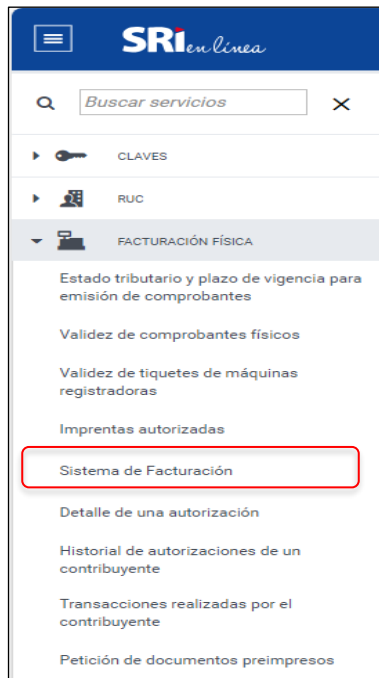 SRi en línea
Buscar servicios
CLAVES
RUC
FACTURACIÓN FÍSICA
Estado tributario y plazo de vigencia para
emisión de comprobantes
Validez de comprobantes físicos
Validez de tiquetes de máquinas
registradoras
Imprentas autorizadas
Sistema de Facturación
Detalle de una autorización
Historial de autorizaciones de un
contribuyente
Transacciones realizadas por el
contribuyente
Petición de documentos preimpresos